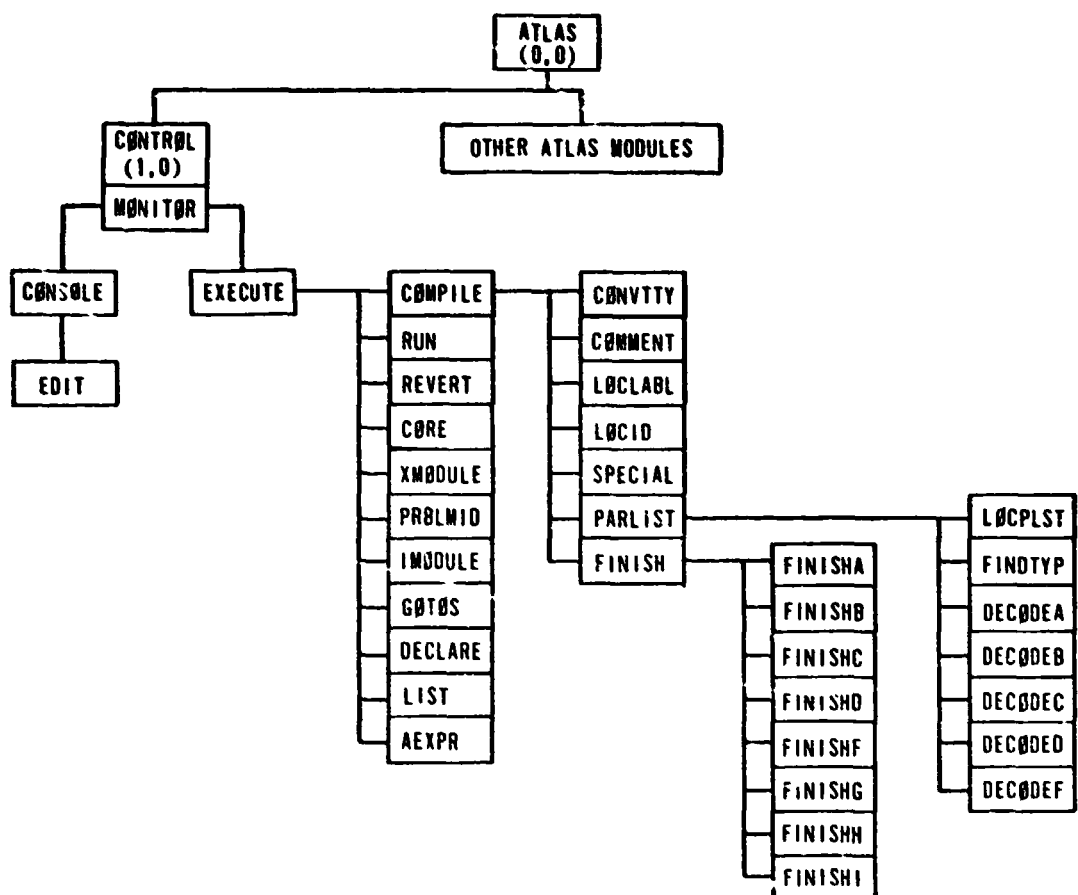 ATLAS
(0,0)
CØNTRØL
(1,0)
MØNITØR
OTHER ATLAS MODULES
CØNSØLE
EDIT
EXECUTE
CØMPILE
RUN
REVERT
CØRE
XMØDULE
PRØLMID
IMØDULE
GØTØS
DECLARE
LIST
AEXPR
CØNVTTY
CØMMENT
LØCLABL
LØCID
SPECIAL
PARLIST
FINISH
FINISHA
FINISHB
FINISHC
FINISHD
FINISHF
FINISHG
FINISHH
FINISHI
LØCPLST
FINDTYP
DECØDEA
DECØDEB
DECØDEC
DECØDED
DECØDEF